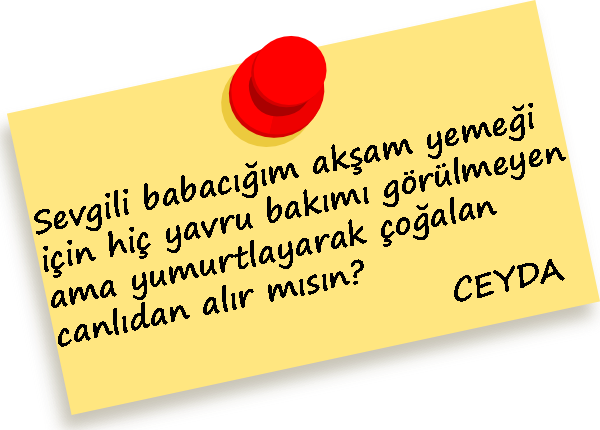 Sevgili babacığım akşam yemeği
için hiç yavru bakımı görülmeyen
ama yumurtlayarak çoğalan
canlıdan alır mısın?
CEYDA